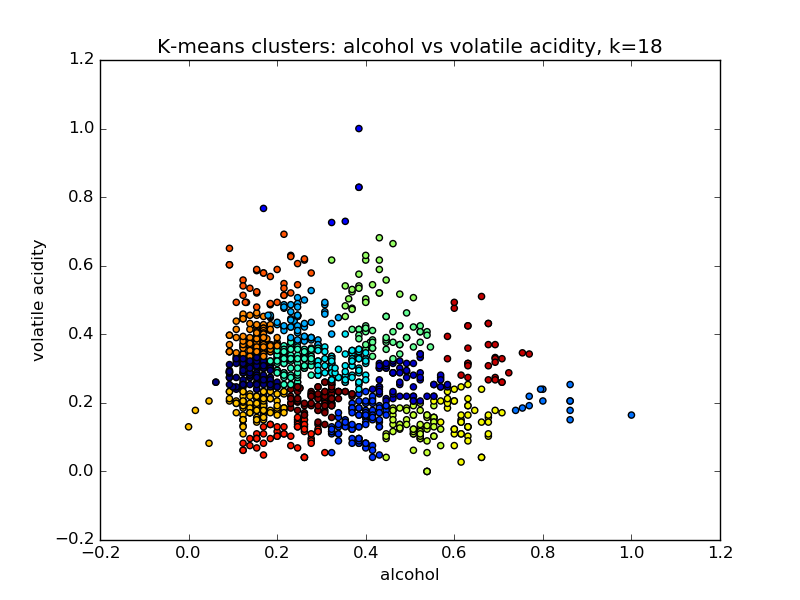 K-means clusters: alcohol vs volatile acidity, k=18
1.2
1.0
0.8
0.6
0.4
0.2
0.0
−0.2
volatile acidity
−0.2 0.0 0.2 0.4 0.6 0.8 1.0 1.2
alcohol